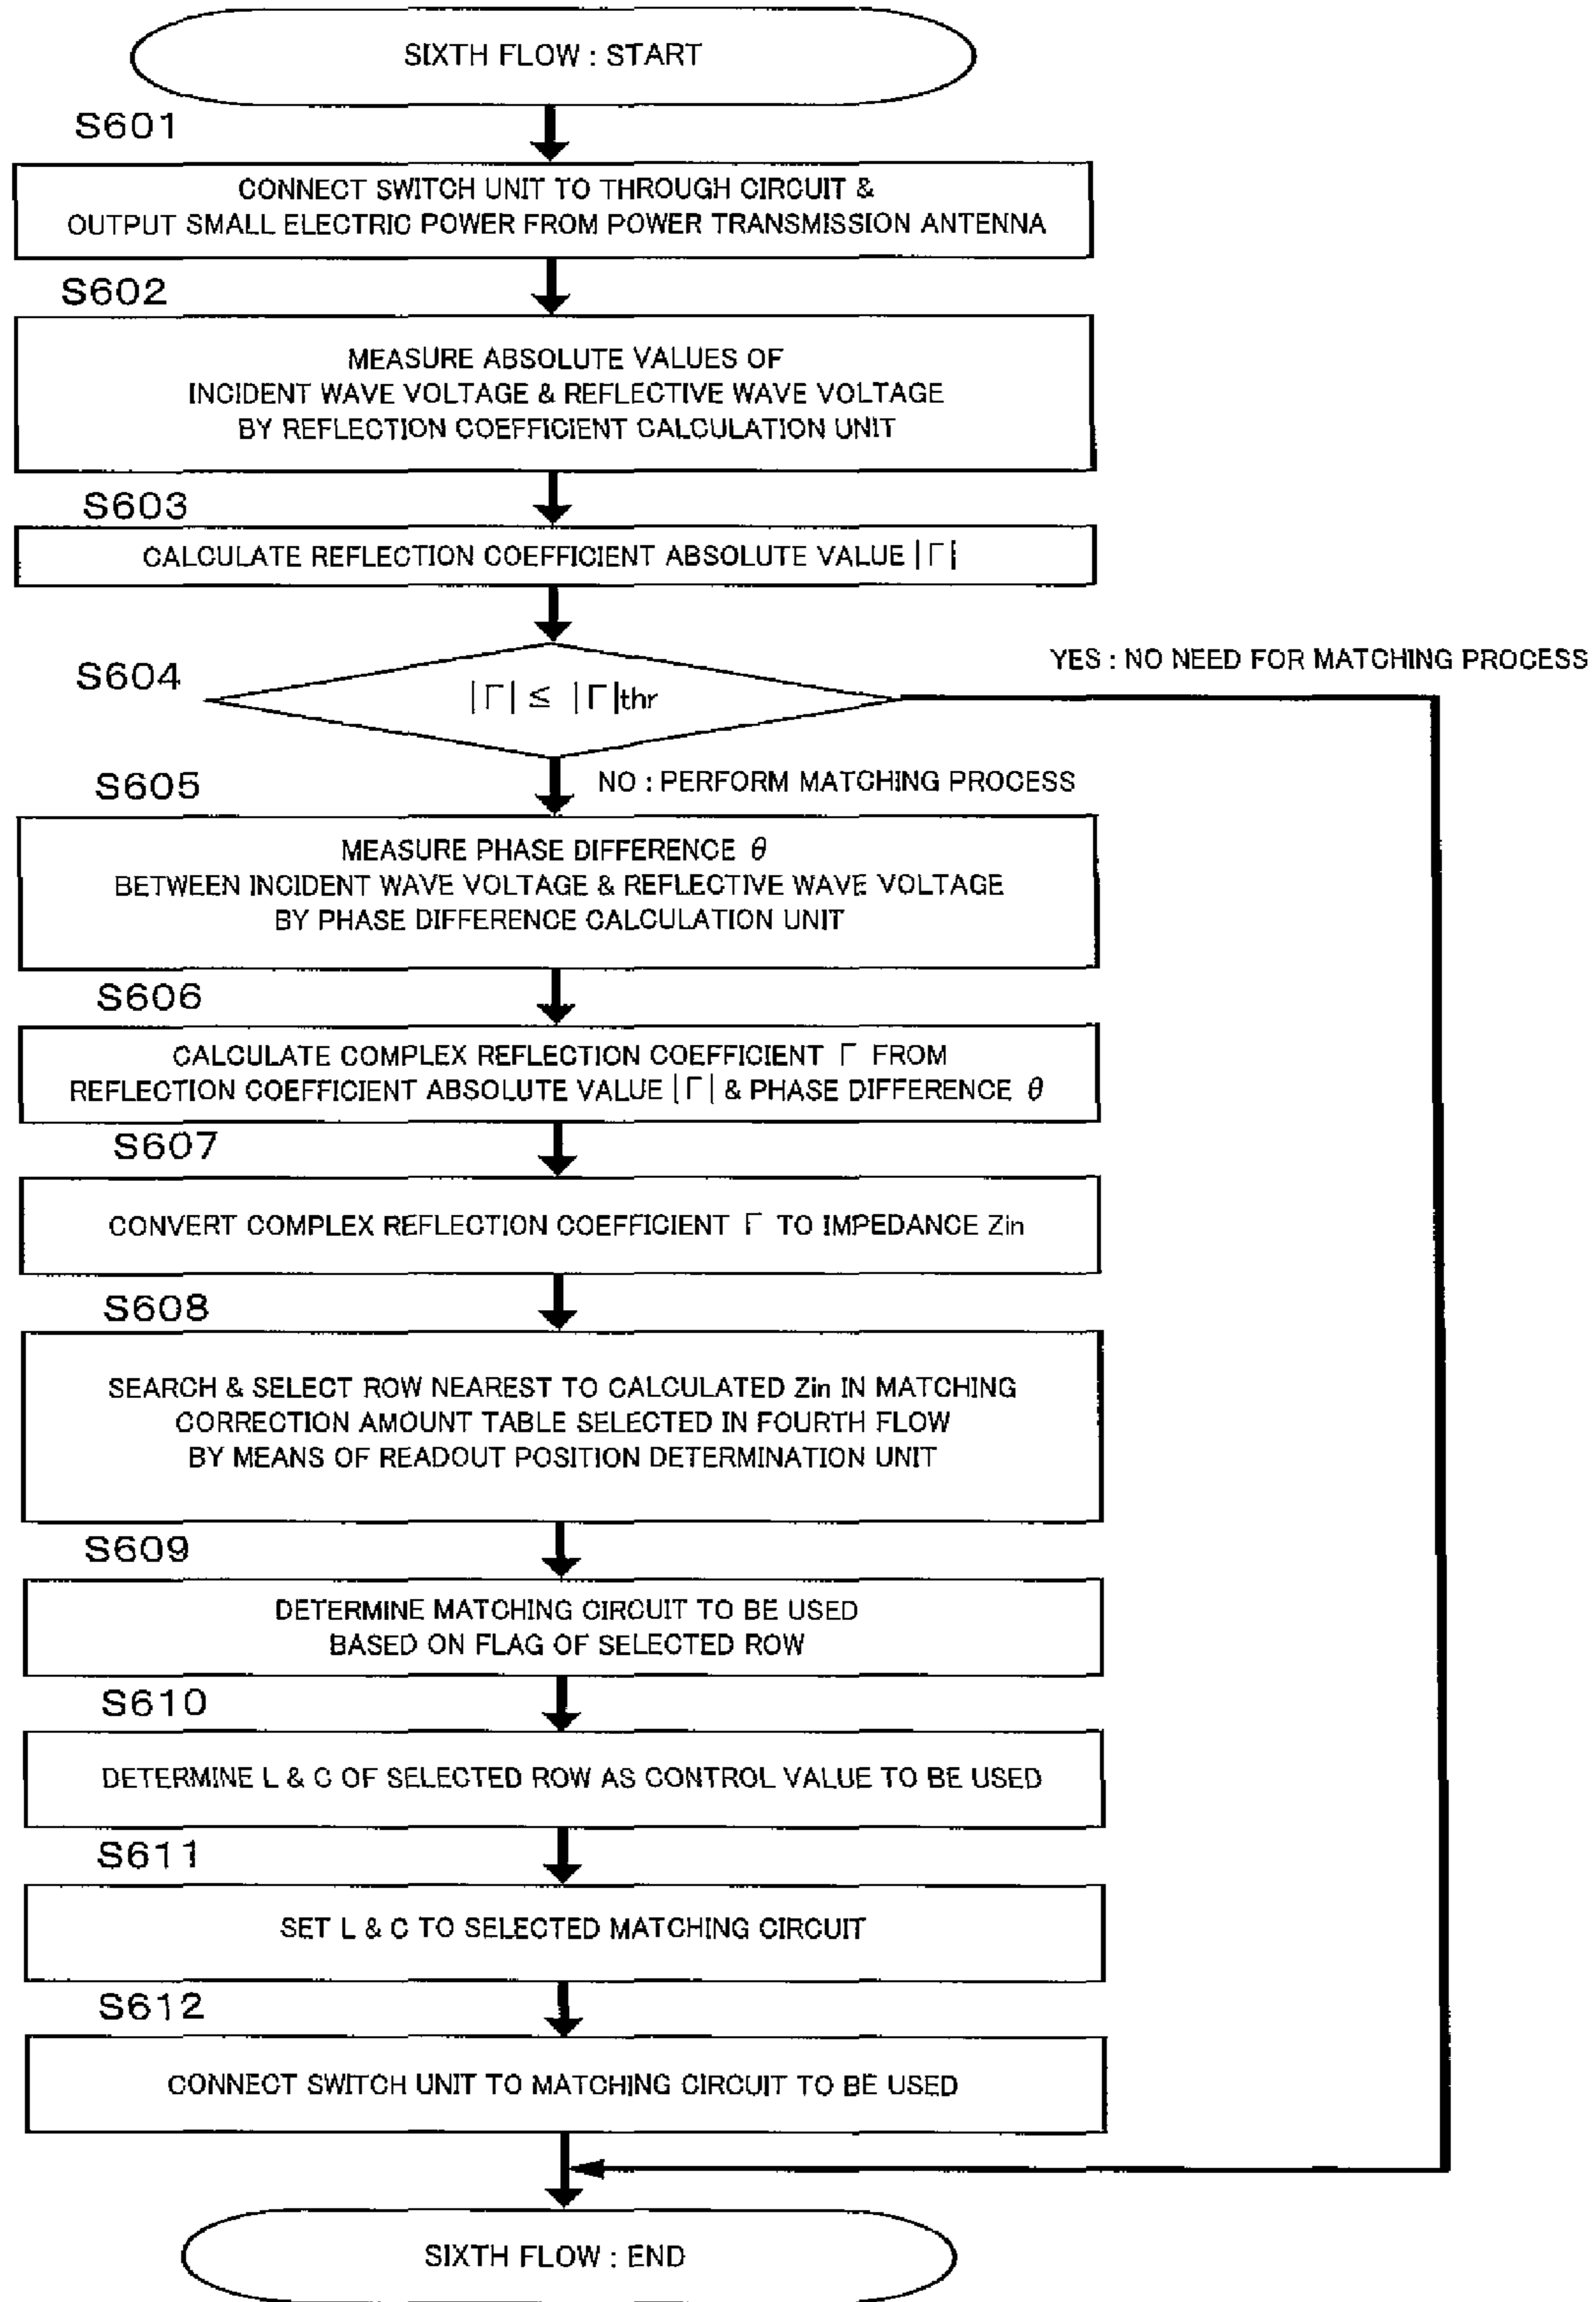 SIXTH FLOW : START
S601
CONNECT SWITCH UNIT TO THROUGH CIRCUIT &
OUTPUT SMALL ELECTRIC POWER FROM POWER TRANSMISSION ANTENNA
S602
MEASURE ABSOLUTE VALUES OF
INCIDENT WAVE VOLTAGE & REFLECTIVE WAVE VOLTAGE
BY REFLECTION COEFFICIENT CALCULATION UNIT
S603
CALCULATE REFLECTION COEFFICIENT ABSOLUTE VALUE |Γ|
S604
|Γ| ≤ |Γ|thr
YES : NO NEED FOR MATCHING PROCESS
NO : PERFORM MATCHING PROCESS
S605
MEASURE PHASE DIFFERENCE θ
BETWEEN INCIDENT WAVE VOLTAGE & REFLECTIVE WAVE VOLTAGE
BY PHASE DIFFERENCE CALCULATION UNIT
S606
CALCULATE COMPLEX REFLECTION COEFFICIENT Γ FROM
REFLECTION COEFFICIENT ABSOLUTE VALUE |Γ| & PHASE DIFFERENCE θ
S607
CONVERT COMPLEX REFLECTION COEFFICIENT Γ TO IMPEDANCE Zin
S608
SEARCH & SELECT ROW NEAREST TO CALCULATED Zin IN MATCHING
CORRECTION AMOUNT TABLE SELECTED IN FOURTH FLOW
BY MEANS OF READOUT POSITION DETERMINATION UNIT
S609
DETERMINE MATCHING CIRCUIT TO BE USED
BASED ON FLAG OF SELECTED ROW
S610
DETERMINE L & C OF SELECTED ROW AS CONTROL VALUE TO BE USED
S611
SET L & C TO SELECTED MATCHING CIRCUIT
S612
CONNECT SWITCH UNIT TO MATCHING CIRCUIT TO BE USED
SIXTH FLOW : END